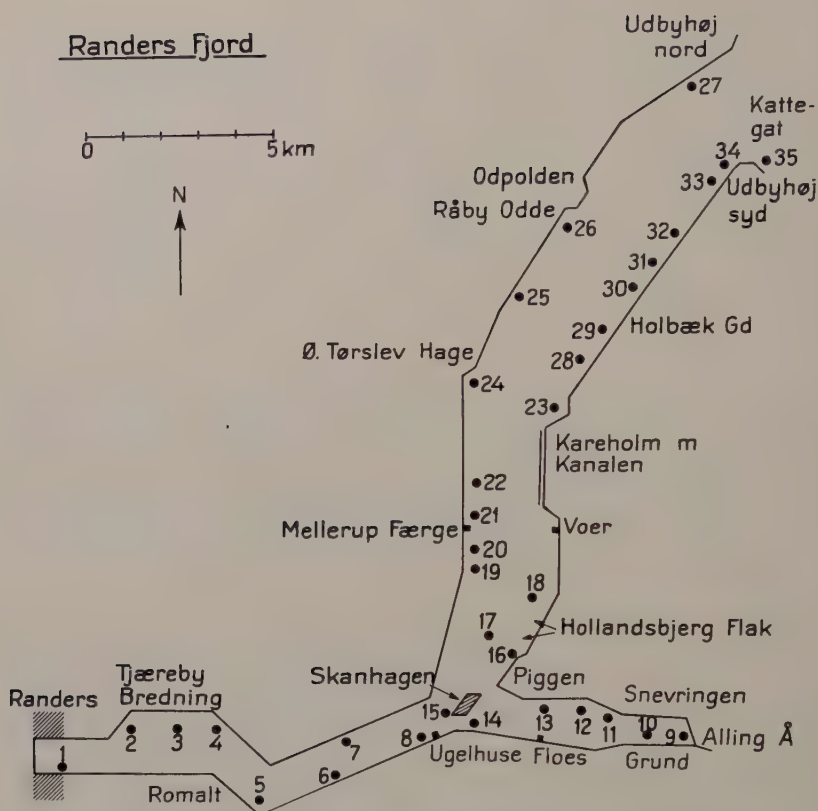 Randers Fjord
0 5 km
N
Udbyhøj
nord
27
Katte-
gat
34
35
33
Udbyhøj
syd
Odpolden
Råby Odde
26
32
31
30
25
29
Holbæk Gd
28
Ø. Tørslev Hage
24
23
Kareholm m
Kanalen
22
21
Mellerup Færge
Voer
20
19
18
17
Hollandsbjerg Flak
16
Skanhagen
Piggen
Tjæreby
Bredning
Snevringen
Randers
15
14
13
12
11
10
9
Alling Å
1
2
3
4
7
8
Ugelhuse
Floes
Grund
6
5
Romalt